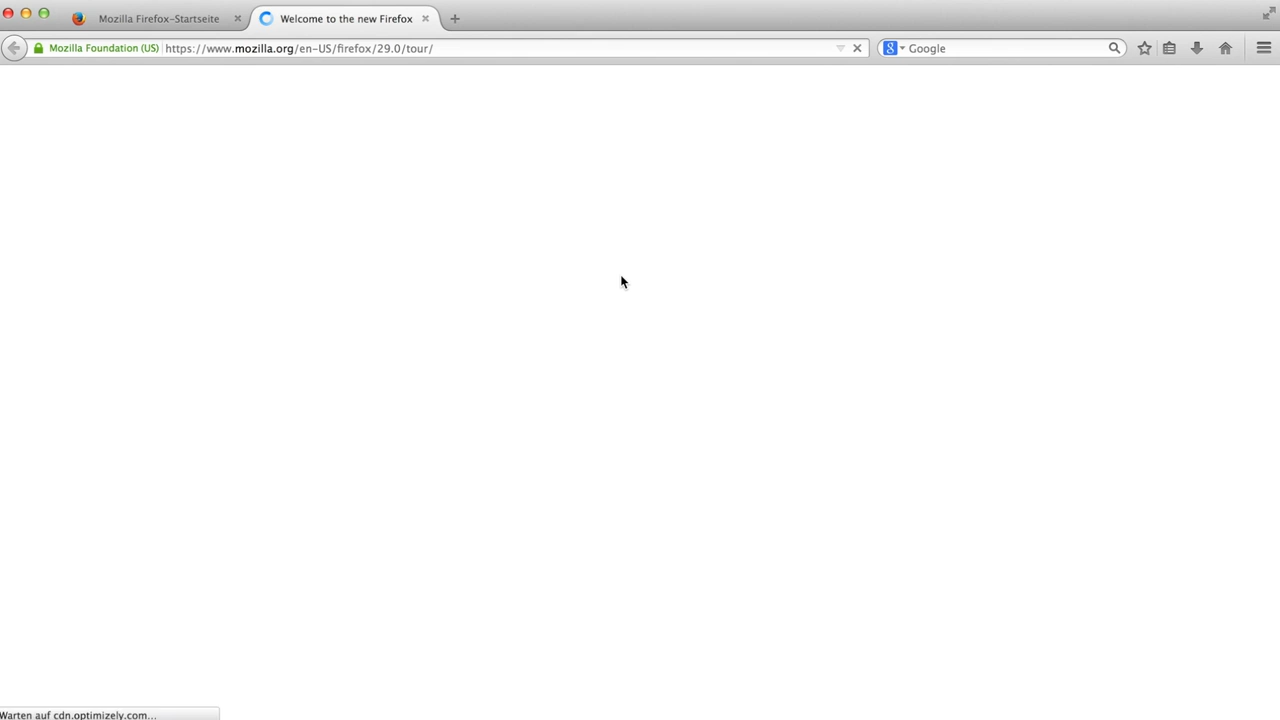 Mozilla Firefox-Startseite
Welcome to the new Firefox
Mozilla Foundation (US)
https://www.mozilla.org/en-US/firefox/29.0/tour/
Google
Warten auf cdn.optimizely.com...